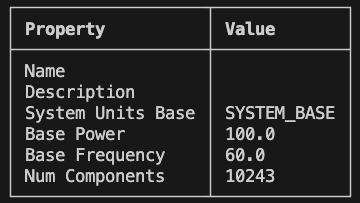 Property Value
Name
Description
System Units Base SYSTEM_BASE
Base Power 100.0
Base Frequency 60.0
Num Components 10243